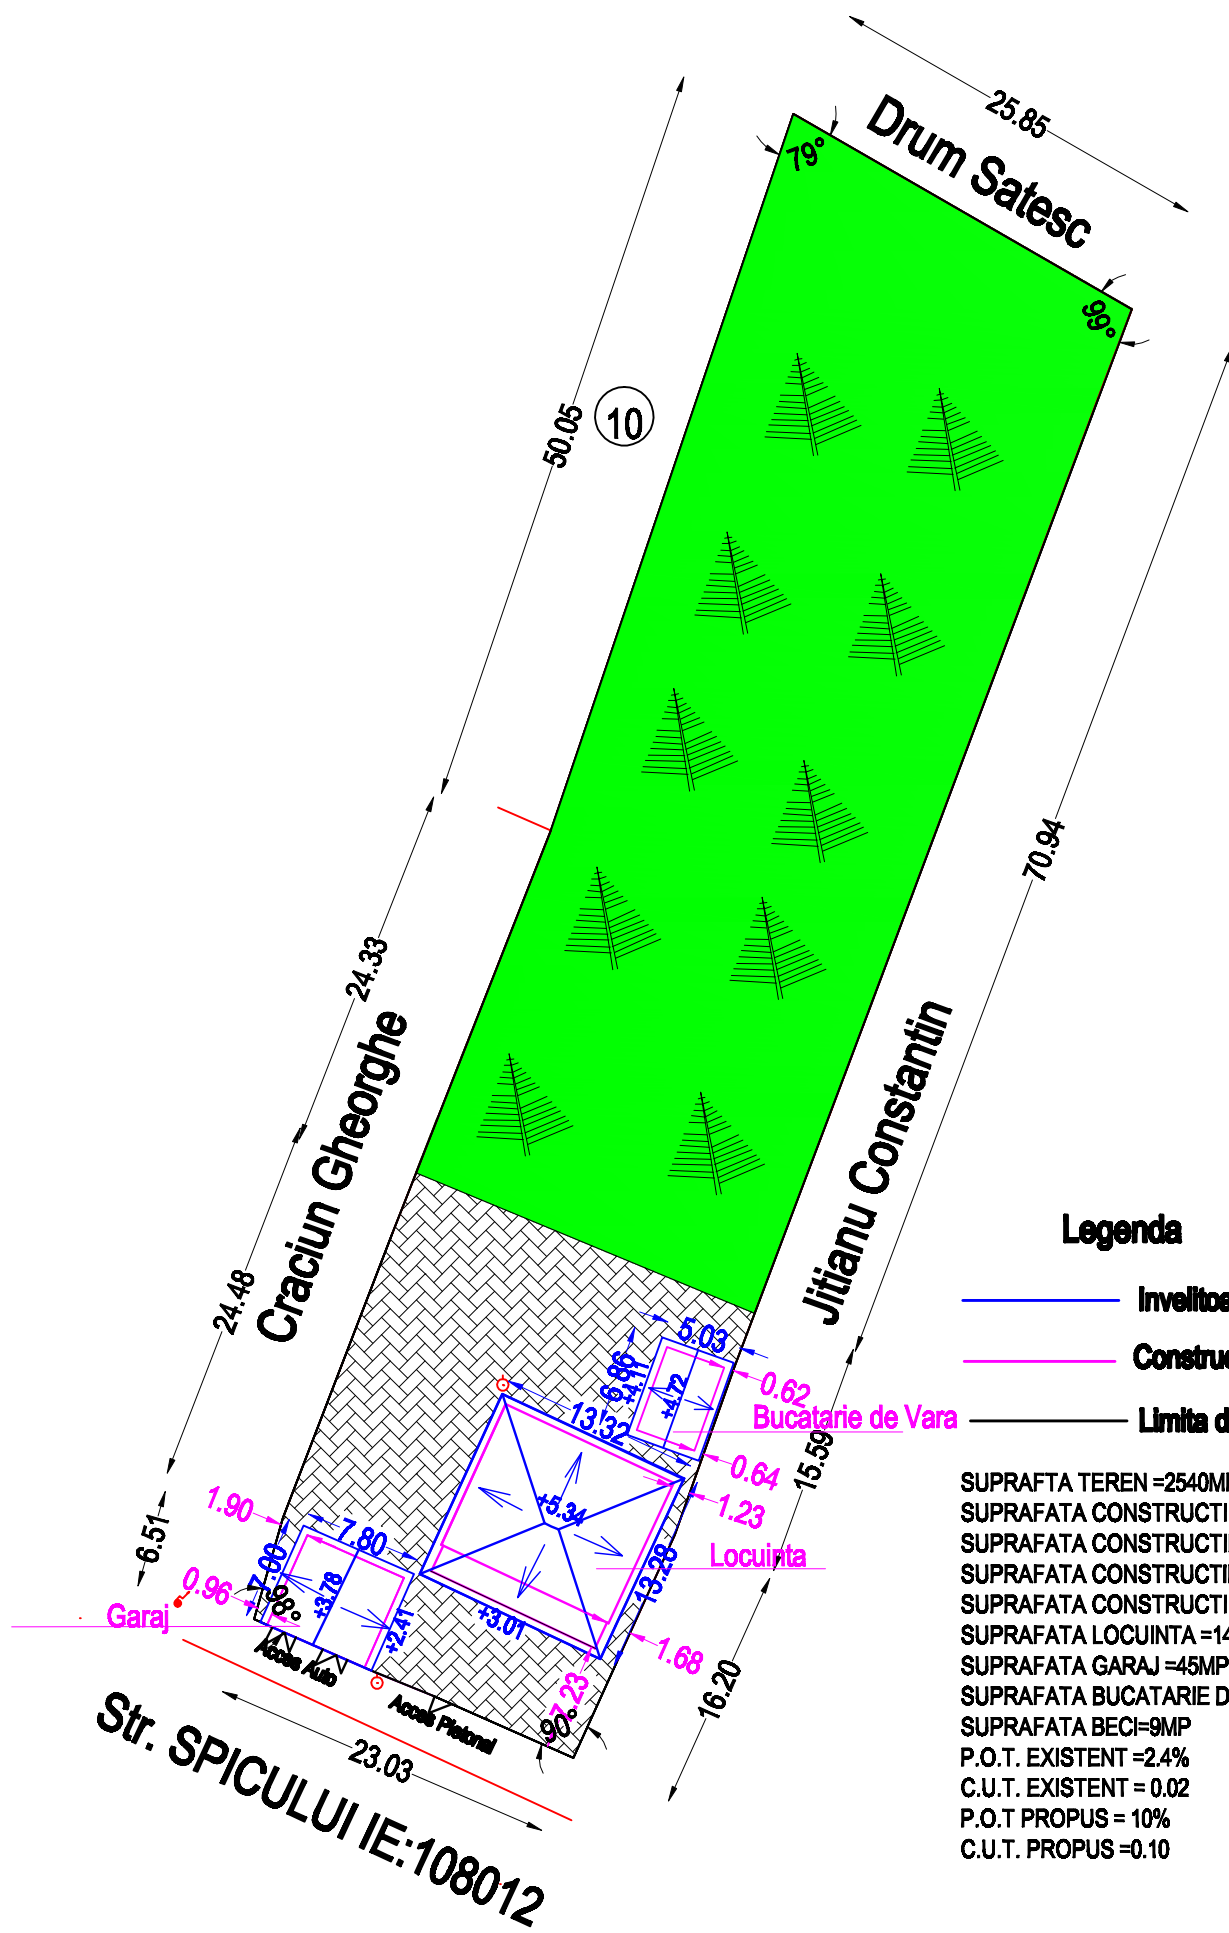 25.85
Drum Satesc
79°
99°
50.05
10
24.33
70.94
Craciun Gheorghe
Jitianu Constantin
24.48
Legenda
5.03
6.86
+4.11
+4.72
0.62
13.32
Bucatarie de Vara
0.64
15.59
1.23
+5.34
1.90
6.51
7.80
7.00
+3.78
+2.41
0.96
98°
Garaj
Locuinta
13.28
+3.01
1.68
7.23
16.20
90°
Acces Auto
Acces Pietonal
23.03
Str. SPICULUI IE:108012
Limita d
SUPRAFTA TEREN =2540M
SUPRAFATA CONSTRUCTI
SUPRAFATA CONSTRUCTI
SUPRAFATA CONSTRUCTI
SUPRAFATA CONSTRUCTI
SUPRAFATA LOCUINTA =14
SUPRAFATA GARAJ =45MP
SUPRAFATA BUCATARIE D
SUPRAFATA BECI=9MP
P.O.T. EXISTENT =2.4%
C.U.T. EXISTENT = 0.02
P.O.T PROPUS = 10%
C.U.T. PROPUS =0.10